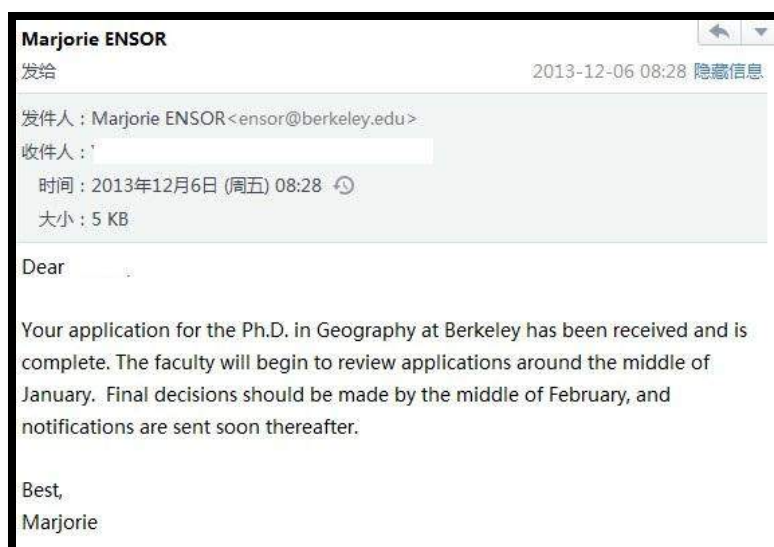 Marjorie ENSOR
发给 2013-12-06 08:28 隐藏信息
发件人：Marjorie ENSOR<ensor@berkeley.edu>
收件人：
时间：2013年12月6日 (周五) 08:28
大小：5 KB
Dear
Your application for the Ph.D. in Geography at Berkeley has been received and is
complete. The faculty will begin to review applications around the middle of
January.  Final decisions should be made by the middle of February, and
notifications are sent soon thereafter.
Best,
Marjorie